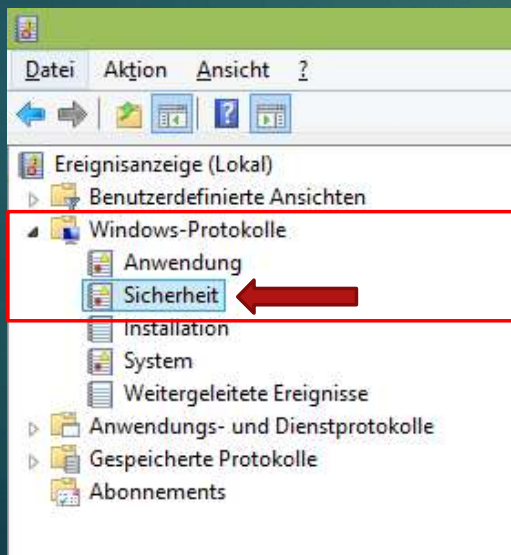 Datei Aktion Ansicht ?
Ereignisanzeige (Lokal)
Benutzerdefinierte Ansichten
Windows-Protokolle
Anwendung
Sicherheit
Installation
System
Weitergeleitete Ereignisse
Anwendungs- und Dienstprotokolle
Gespeicherte Protokolle
Abonnements